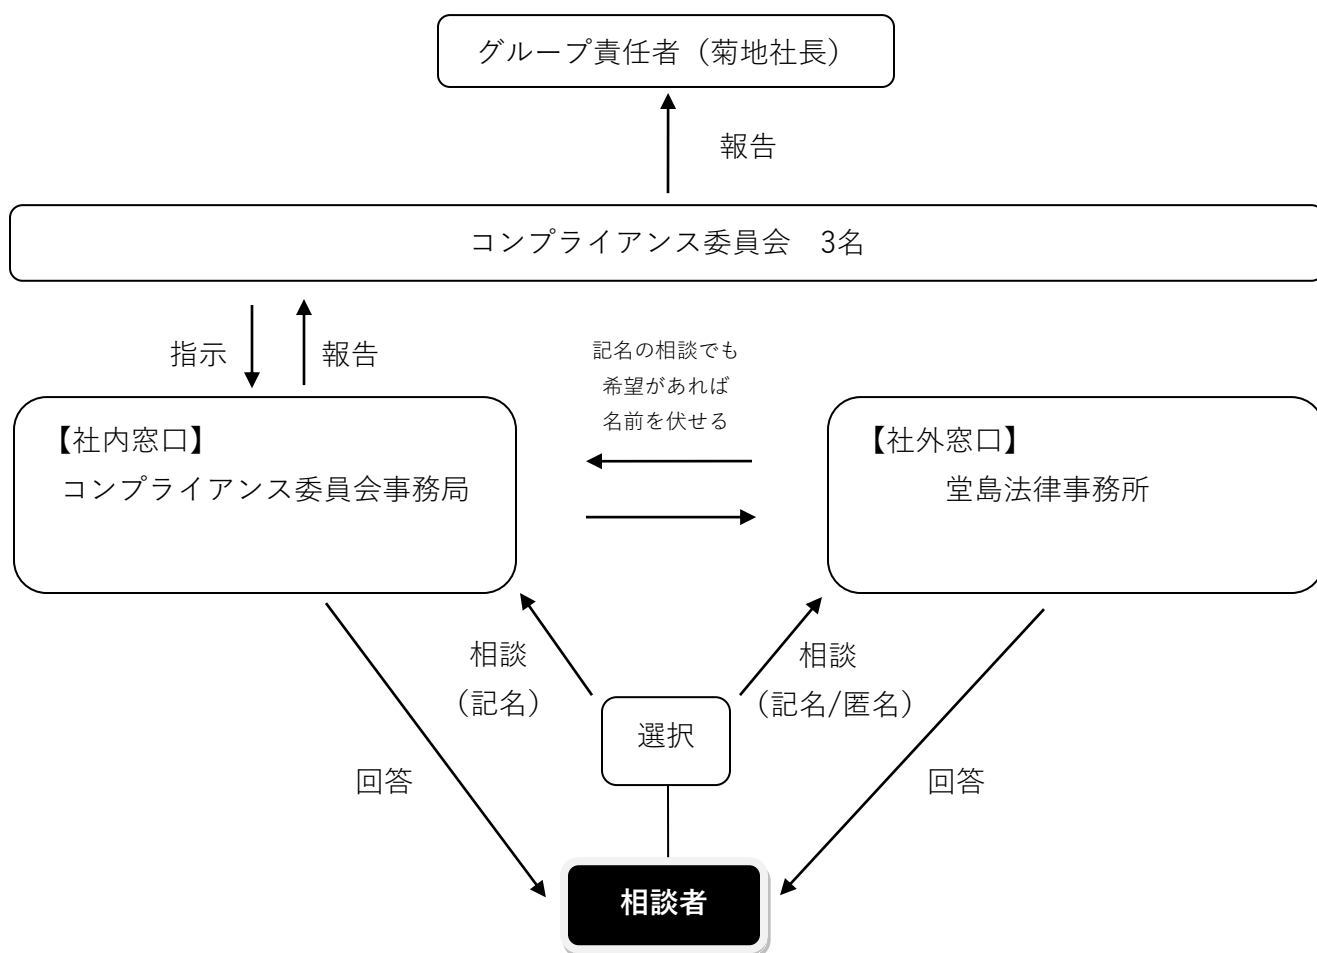 グループ責任者（菊地社長）
報告
コンプライアンス委員会　3名
指示
報告
記名の相談でも
希望があれば
名前を伏せる
【社内窓口】
コンプライアンス委員会事務局
【社外窓口】
堂島法律事務所
相談
（記名）
相談
（記名/匿名）
選択
回答
回答
相談者